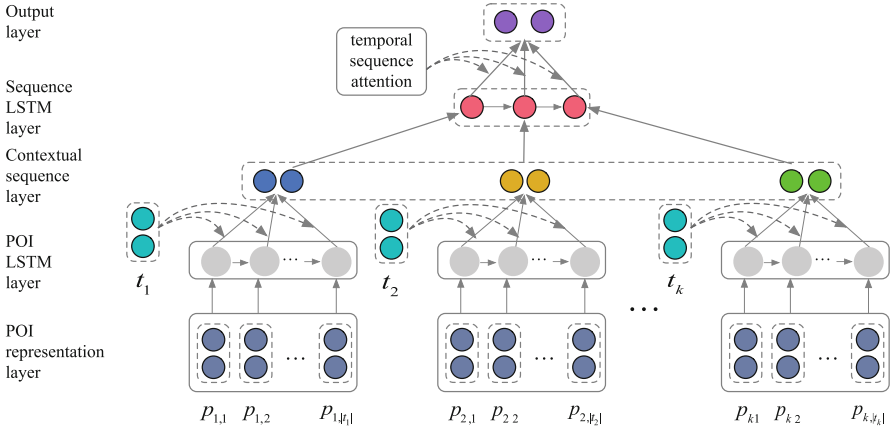 Output
layer
temporal
sequence
attention
Sequence
LSTM
layer
Contextual
sequence
layer
POI
LSTM
layer
t1
t2
tk
...
...
...
...
POI
representation
layer
...
...
...
p1,1 p1,2 p1,|t1| p2,1 p2 2 p2,|t2| pk1 pk 2 pk,|tk|